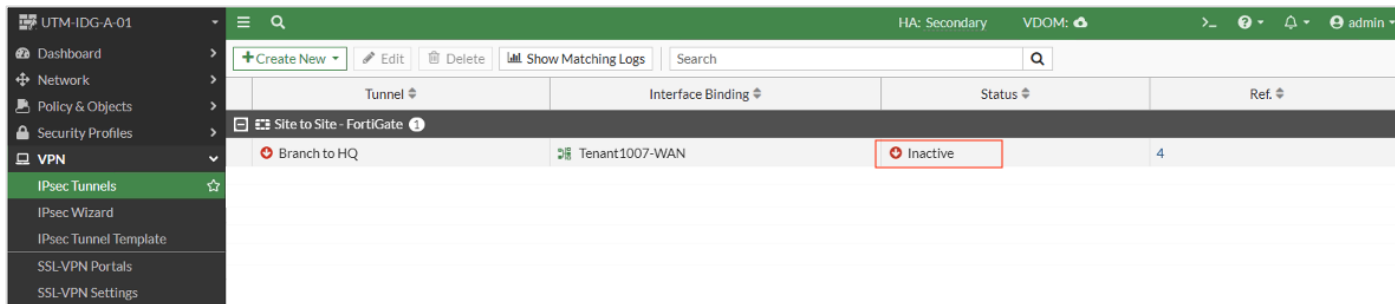 UTM-IDG-A-01 HA: Secondary VDOM: >_ admin
Dashboard
+Create New Edit Delete Show Matching Logs Search
Network
Tunnel Interface Binding Status Ref.
Policy & Objects
Site to Site - FortiGate 1
Security Profiles
VPN
Branch to HQ Tenant1007-WAN Inactive 4
IPsec Tunnels
IPsec Wizard
IPsec Tunnel Template
SSL-VPN Portals
SSL-VPN Settings